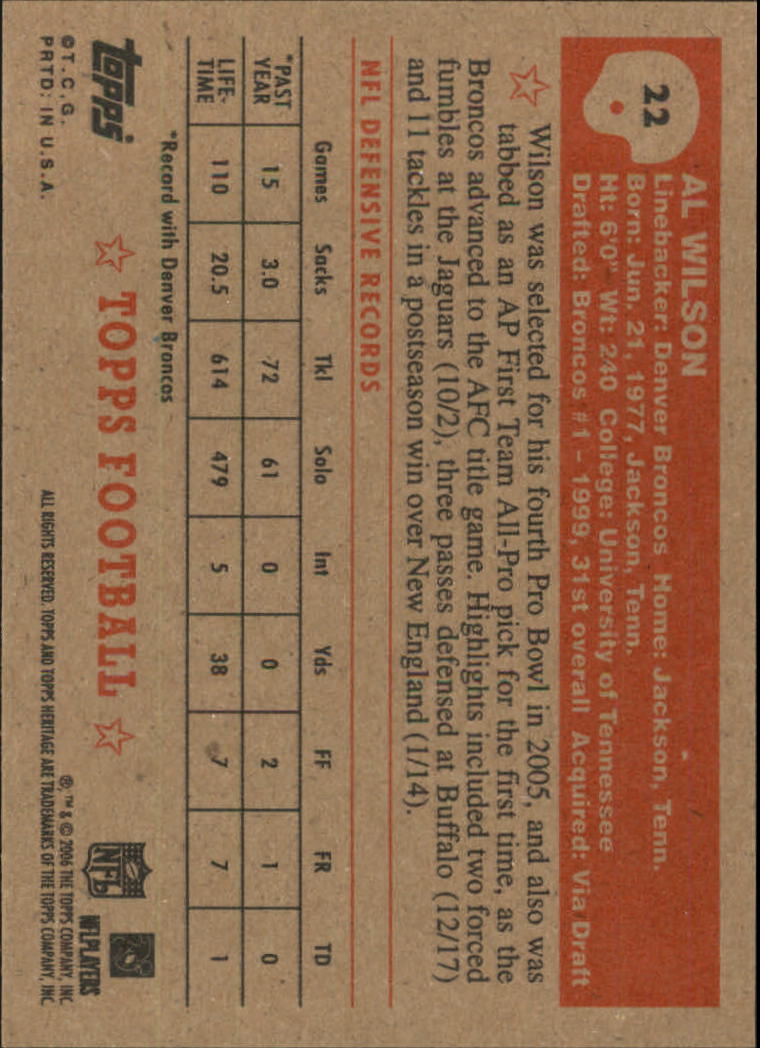 22
AL WILSON
Linebacker: Denver Broncos Home: Jackson, Tenn.
Born: Jun. 21, 1977, Jackson, Tenn.
Ht: 6'0" Wt: 240 College: University of Tennessee
Drafted: Broncos #1 - 1999, 31st overall Acquired: Via Draft
Wilson was selected for his fourth Pro Bowl in 2005, and also was
tabbed as an AP First Team All-Pro pick for the first time, as the
Broncos advanced to the AFC title game. Highlights included two forced
fumbles at the Jaguars (10/2), three passes defensed at Buffalo (12/17)
and 11 tackles in a postseason win over New England (1/14).
NFL DEFENSIVE RECORDS
Games Sacks Tkl Solo Int Yds FF FR TD
*PAST YEAR 15 3.0 72 61 0 0 2 1 0
LIFE-TIME 110 20.5 614 479 5 38 7 7 1
*Record with Denver Broncos
topps
TOPPS FOOTBALL
NFL
NFLPLAYERS
©T.C.G.
PRTD: IN U.S.A.
®, ™ & © 2006 THE TOPPS COMPANY, INC.
ALL RIGHTS RESERVED. TOPPS AND TOPPS HERITAGE ARE TRADEMARKS OF THE TOPPS COMPANY, INC.